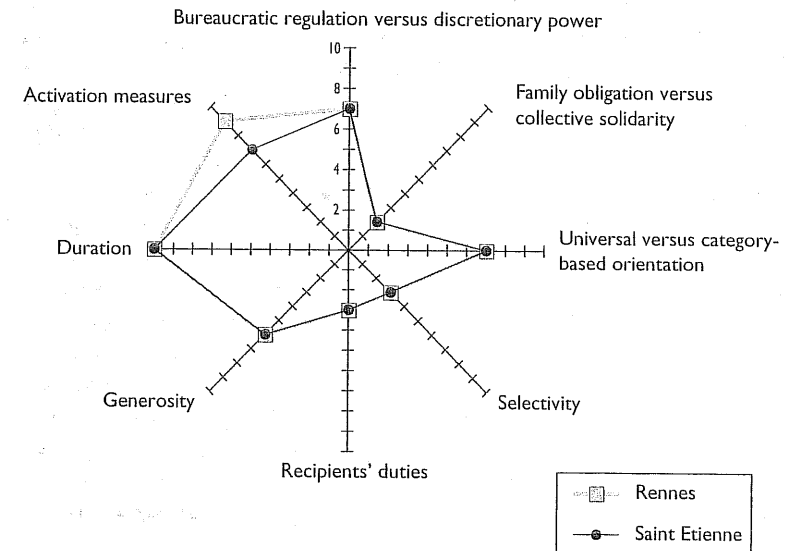 Bureaucratic regulation versus discretionary power
10
8
6
4
2
Activation measures
Family obligation versus
collective solidarity
Duration
Universal versus category-
based orientation
Generosity
Selectivity
Recipients' duties
Rennes
Saint Etienne